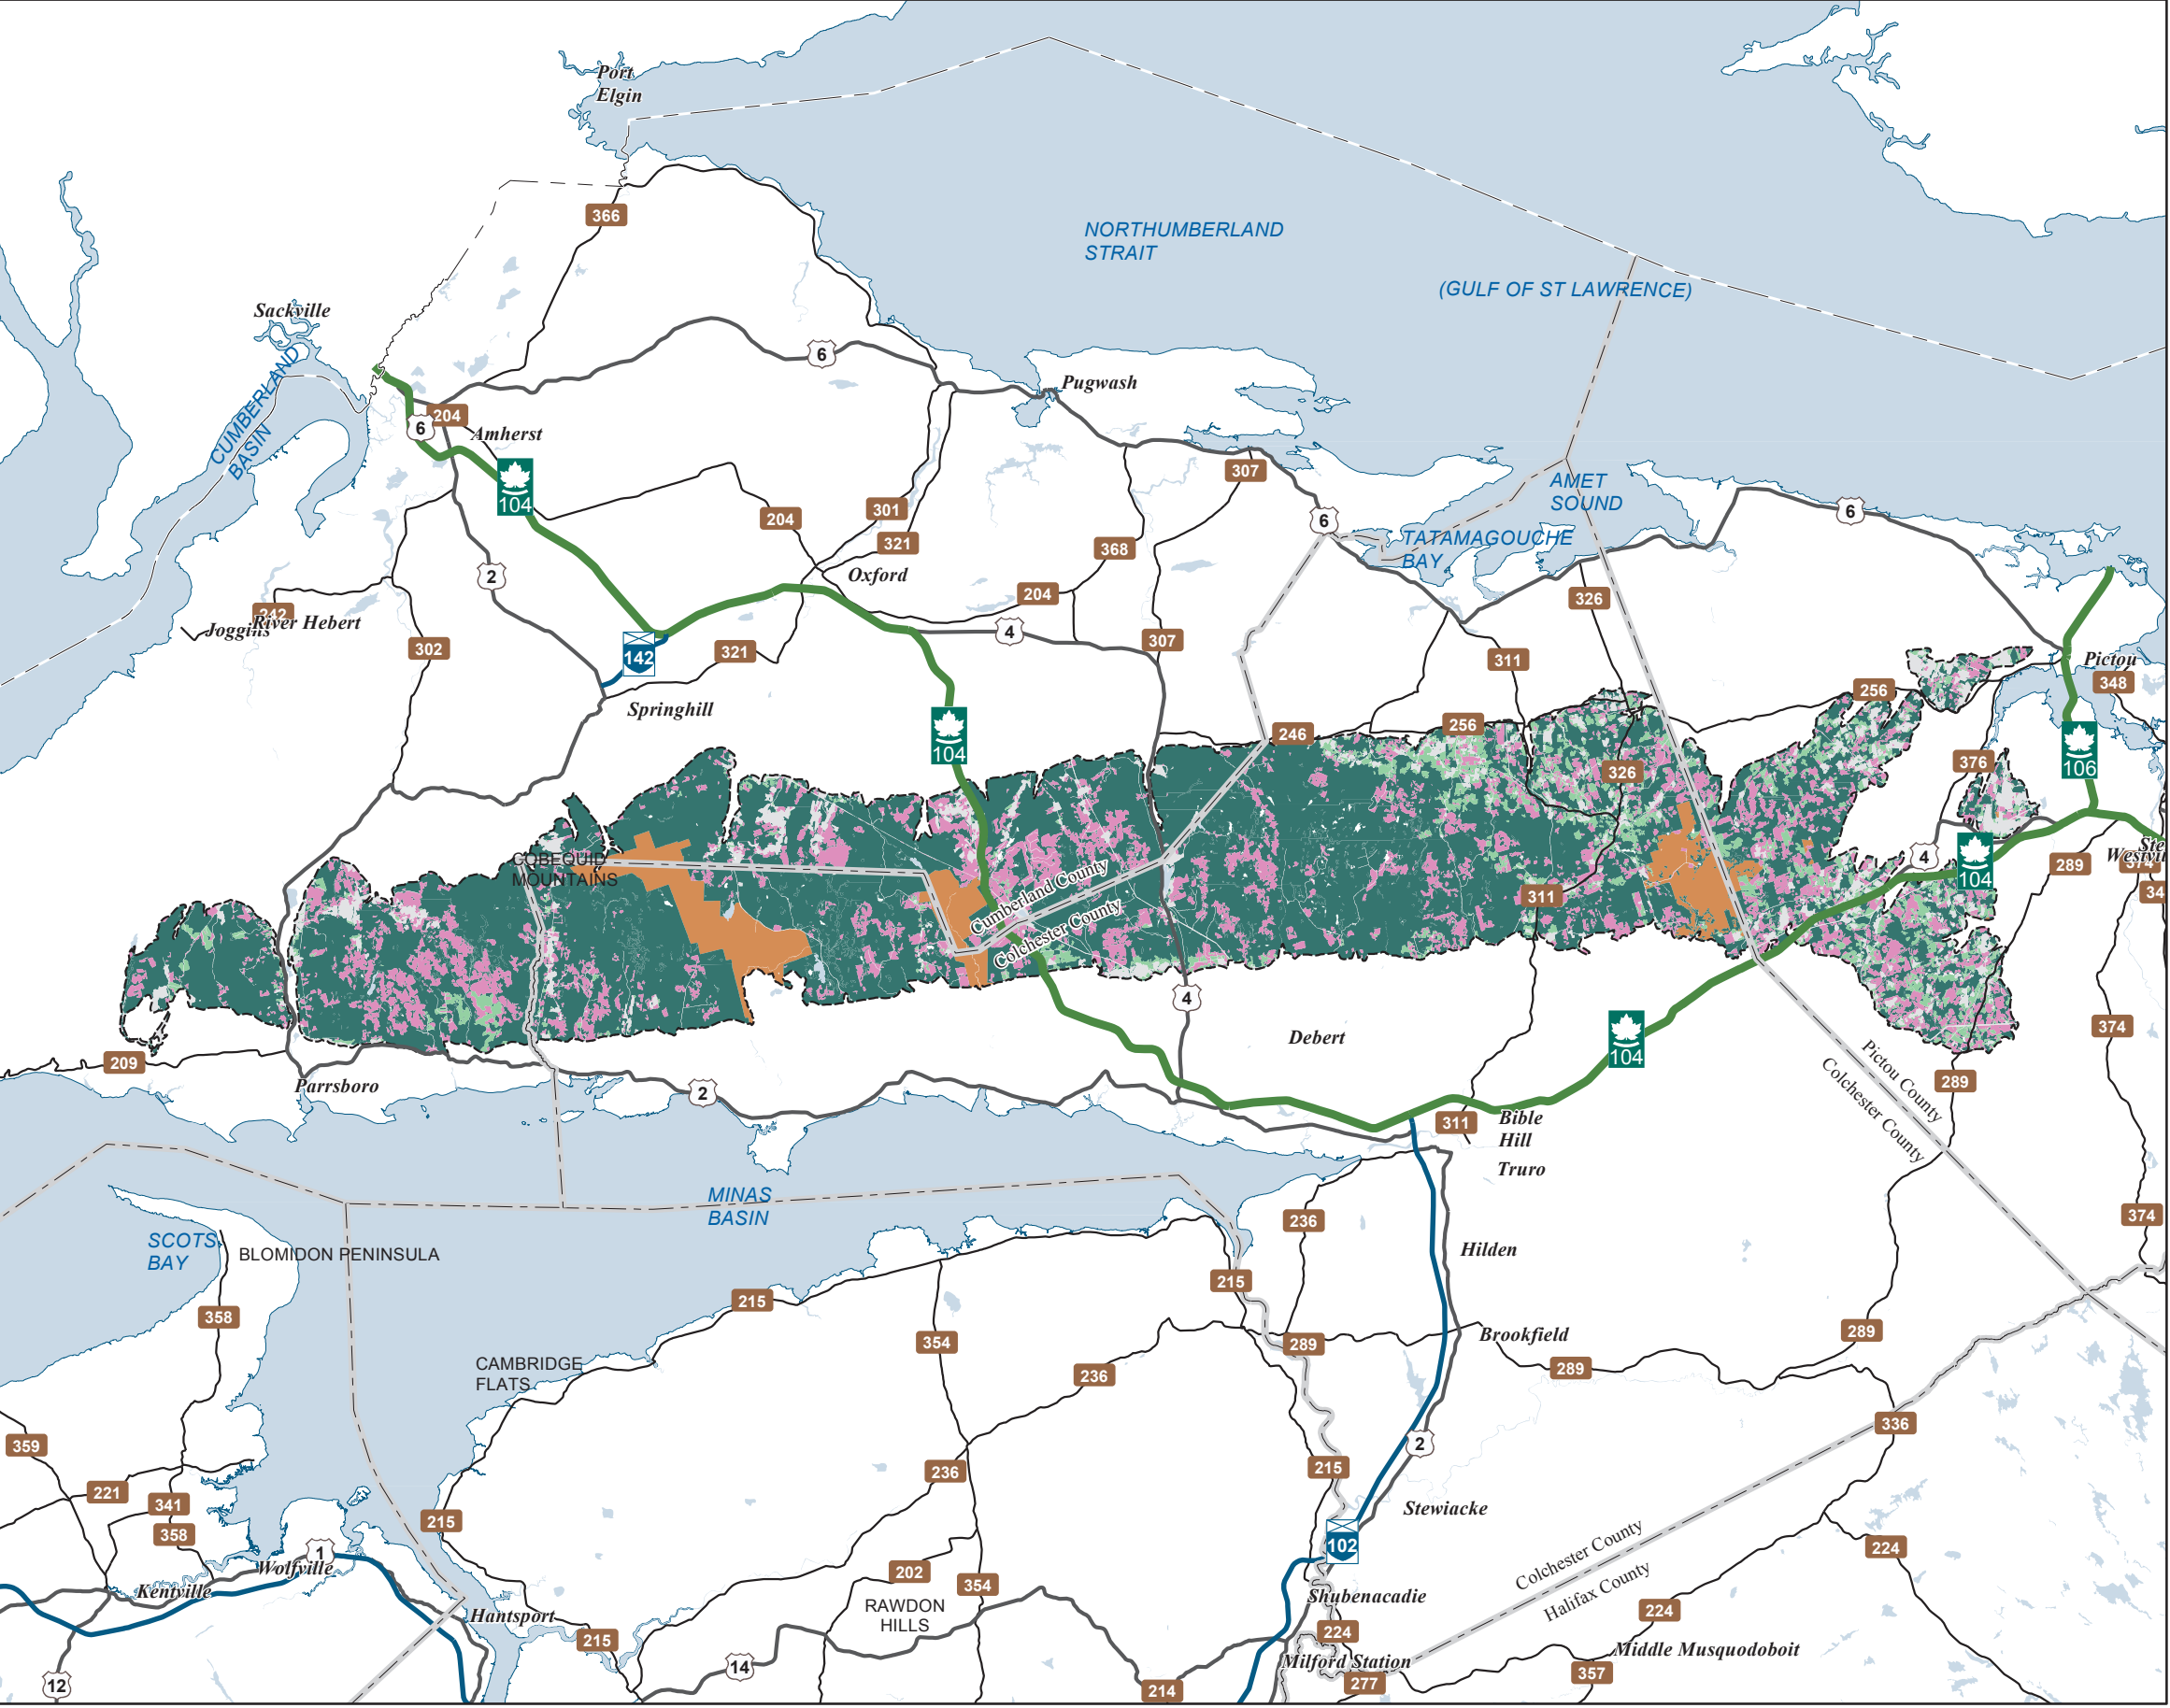 Port
Elgin
366
NORTHUMBERLAND
STRAIT
(GULF OF ST LAWRENCE)
Sackville
CUMBERLAND
BASIN
6
Pugwash
204
6
Amherst
104
307
AMET
SOUND
301
204
6
6
321
TATAMAGOUCHE
BAY
368
Oxford
2
204
326
242
River Hebert
Joggins
4
302
307
142
321
311
Pictou
348
256
Springhill
246
256
104
106
376
326
COBEQUID
MOUNTAINS
4
104
289
374
34
Cumberland County
Colchester County
311
4
Debert
104
374
209
Parrsboro
2
289
Pictou County
Colchester County
311
Bible
Hill
Truro
MINAS
BASIN
236
374
SCOTS
BAY
BLOMIDON PENINSULA
Hilden
215
215
358
354
289
Brookfield
289
289
CAMBRIDGE
FLATS
236
336
359
2
236
215
221
341
358
215
Stewiacke
102
224
1
Wolfville
Kentville
202
354
Colchester County
Halifax County
Shubenacadie
RAWDON
HILLS
Hantsport
215
224
224
Middle Musquodoboit
14
Milford Station
357
277
12
214